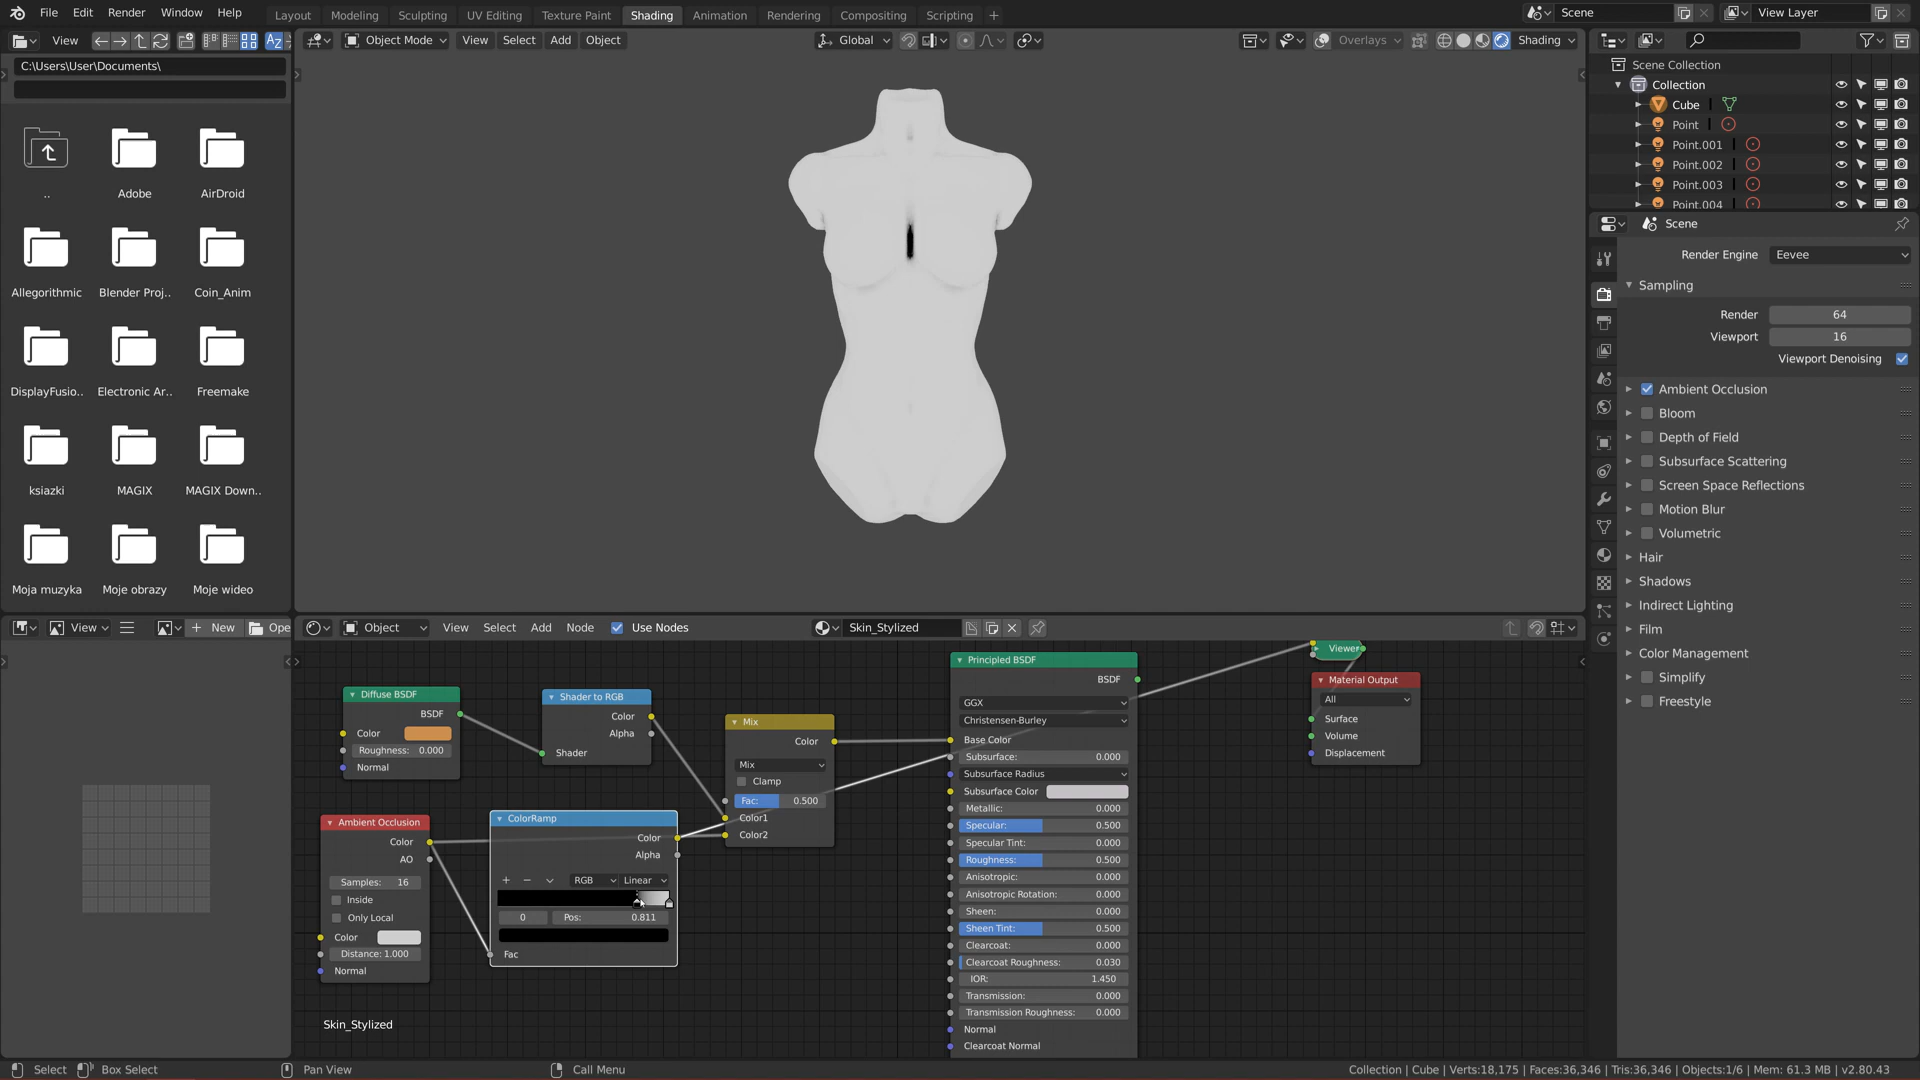 File Edit Render Window Help Layout Modeling Sculpting UV Editing Texture Paint Shading Animation Rendering Compositing Scripting + Scene View Layer
View Object Mode View Select Add Object Global Overlays Shading
C:\Users\User\Documents\
.. Adobe AirDroid
Allegorithmic Blender Proj.. Coin_Anim
DisplayFusio.. Electronic Ar.. Freemake
ksiazki MAGIX MAGIX Down..
Moja muzyka Moje obrazy Moje wideo
Scene Collection
Collection
Cube
Point
Point.001
Point.002
Point.003
Point.004
Scene
Render Engine Eevee
Sampling
Render 64
Viewport 16
Viewport Denoising
Ambient Occlusion
Bloom
Depth of Field
Subsurface Scattering
Screen Space Reflections
Motion Blur
Volumetric
Hair
Shadows
Indirect Lighting
Film
Color Management
Simplify
Freestyle
View New Ope
Object View Select Add Node Use Nodes Skin_Stylized
Diffuse BSDF
BSDF
Color
Roughness: 0.000
Normal
Shader to RGB
Color
Alpha
Shader
Mix
Color
Mix
Clamp
Fac: 0.500
Color1
Color2
Ambient Occlusion
Color
AO
Samples: 16
Inside
Only Local
Color
Distance: 1.000
Normal
ColorRamp
Color
Alpha
RGB Linear
0 Pos: 0.811
Fac
Principled BSDF
BSDF
GGX
Christensen-Burley
Base Color
Subsurface: 0.000
Subsurface Radius
Subsurface Color
Metallic: 0.000
Specular: 0.500
Specular Tint: 0.000
Roughness: 0.500
Anisotropic: 0.000
Anisotropic Rotation: 0.000
Sheen: 0.000
Sheen Tint: 0.500
Clearcoat: 0.000
Clearcoat Roughness: 0.030
IOR: 1.450
Transmission: 0.000
Transmission Roughness: 0.000
Normal
Clearcoat Normal
Viewer
Material Output
All
Surface
Volume
Displacement
Skin_Stylized
Select Box Select Pan View Call Menu Collection | Cube | Verts:18,175 | Faces:36,346 | Tris:36,346 | Objects:1/6 | Mem: 61.3 MB | v2.80.43